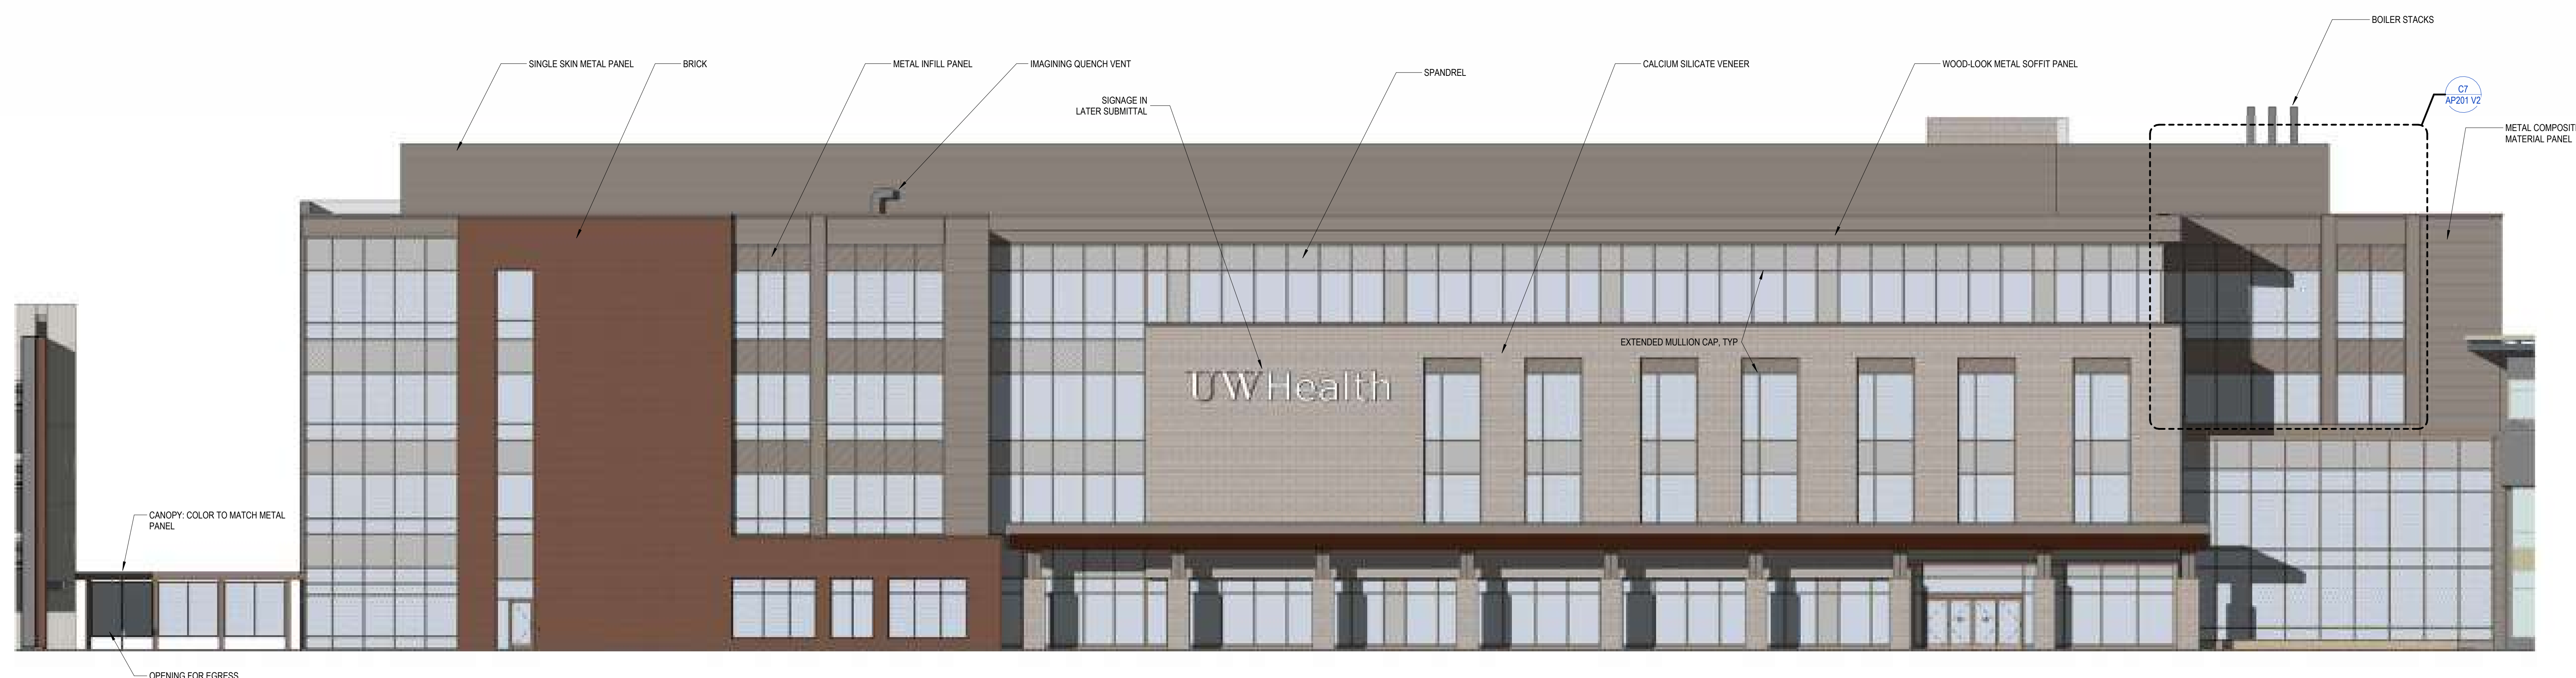 BOILER STACKS
SINGLE SKIN METAL PANEL
BRICK
METAL INFILL PANEL
IMAGINING QUENCH VENT
SPANDREL
CALCIUM SILICATE VENEER
WOOD-LOOK METAL SOFFIT PANEL
C7
AP201 V2
SIGNAGE IN
LATER SUBMITTAL
METAL COMPOSIT
MATERIAL PANEL
EXTENDED MULLION CAP, TYP
UWHealth
CANOPY: COLOR TO MATCH METAL
PANEL
OPENING FOR EGRESS